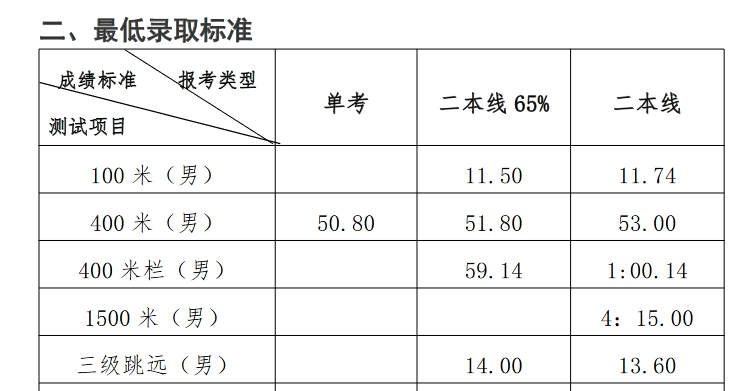 二、最低录取标准
成绩标准 报考类型 测试项目 单考 二本线 65% 二本线
100 米（男） 11.50 11.74
400 米（男） 50.80 51.80 53.00
400 米栏（男） 59.14 1:00.14
1500 米（男） 4：15.00
三级跳远（男） 14.00 13.60